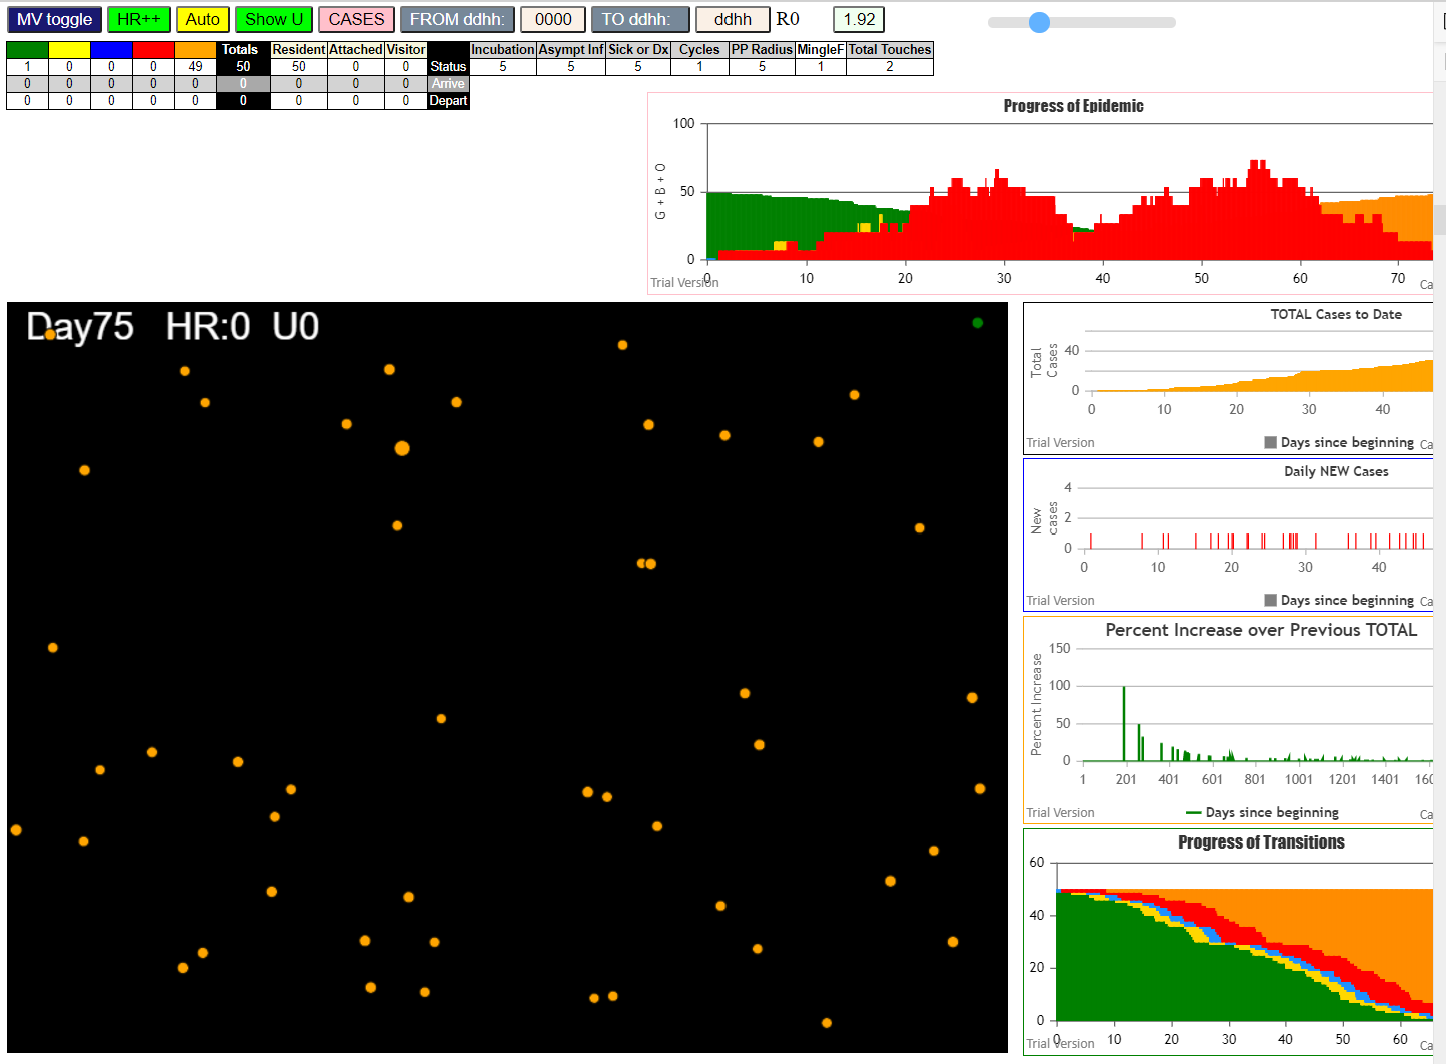 MV toggle HR++ Auto Show U CASES FROM ddhh: 0000 TO ddhh: ddhh R0 1.92
Totals Resident Attached Visitor Incubation Asympt Inf Sick or Dx Cycles PP Radius MingleF Total Touches
1 0 0 0 49 50 50 0 0 Status 5 5 5 1 5 1 2
0 0 0 0 0 0 0 0 0 Arrive
0 0 0 0 0 0 0 0 0 Depart
Progress of Epidemic
100
50
0
G + B + O
0 10 20 30 40 50 60 70
Trial Version
Ca
Day75 HR:0 U0
TOTAL Cases to Date
Total
Cases
40
0
0 10 20 30 40
Days since beginning
Trial Version
Ca
Daily NEW Cases
New
cases
4
2
0
0 10 20 30 40
Days since beginning
Trial Version
Ca
Percent Increase over Previous TOTAL
Percent Increase
150
100
50
0
1 201 401 601 801 1001 1201 1401 160
Days since beginning
Trial Version
Ca
Progress of Transitions
60
40
20
0
0 10 20 30 40 50 60
Trial Version
Ca